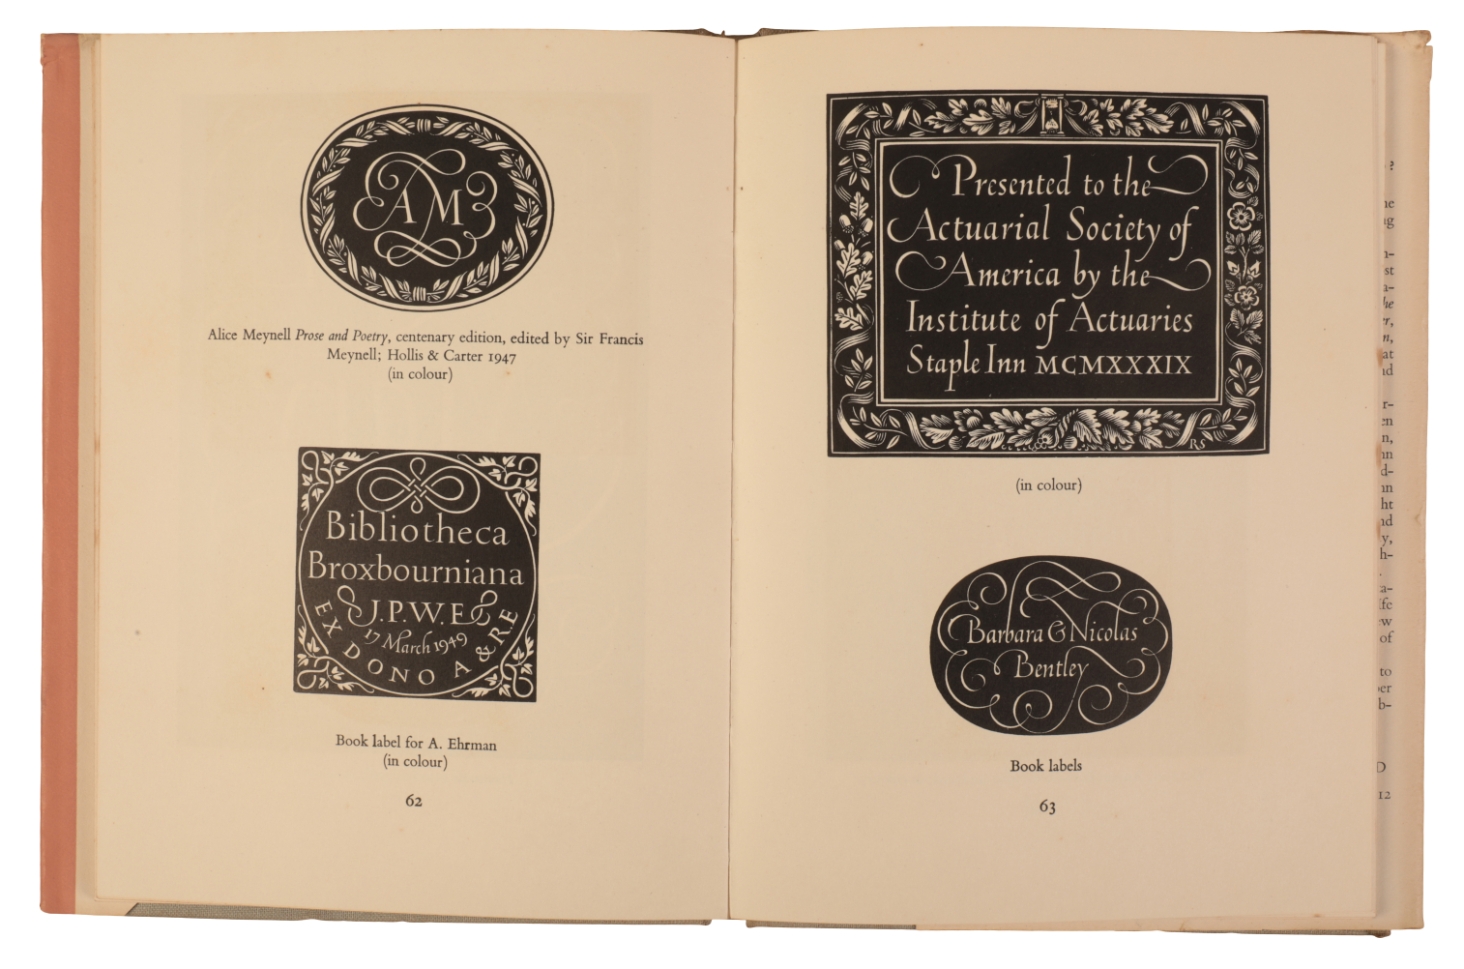 AM
Alice Meynell Prose and Poetry, centenary edition, edited by Sir Francis
Meynell; Hollis & Carter 1947
(in colour)
Bibliotheca
Broxbourniana
J.P.W.E
17 March 1949
EX DONO A & R.E
Book label for A. Ehrman
(in colour)
62
Presented to the
Actuarial Society of
America by the
Institute of Actuaries
Staple Inn MCMXXXIX
RS
(in colour)
Barbara & Nicolas
Bentley
Book labels
63